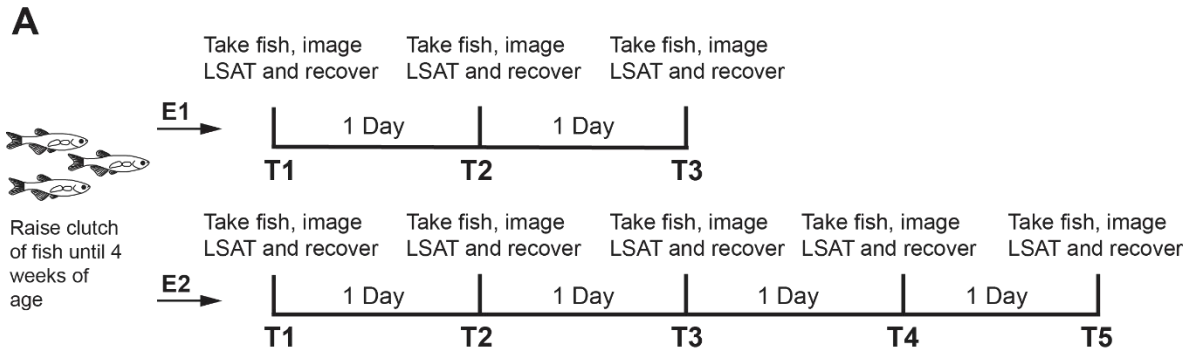 A
Take fish, image Take fish, image Take fish, image
LSAT and recover LSAT and recover LSAT and recover
E1
1 Day 1 Day
T1 T2 T3
Raise clutch
of fish until 4
weeks of
age
Take fish, image Take fish, image Take fish, image Take fish, image Take fish, image
LSAT and recover LSAT and recover LSAT and recover LSAT and recover LSAT and recover
E2
1 Day 1 Day 1 Day 1 Day
T1 T2 T3 T4 T5